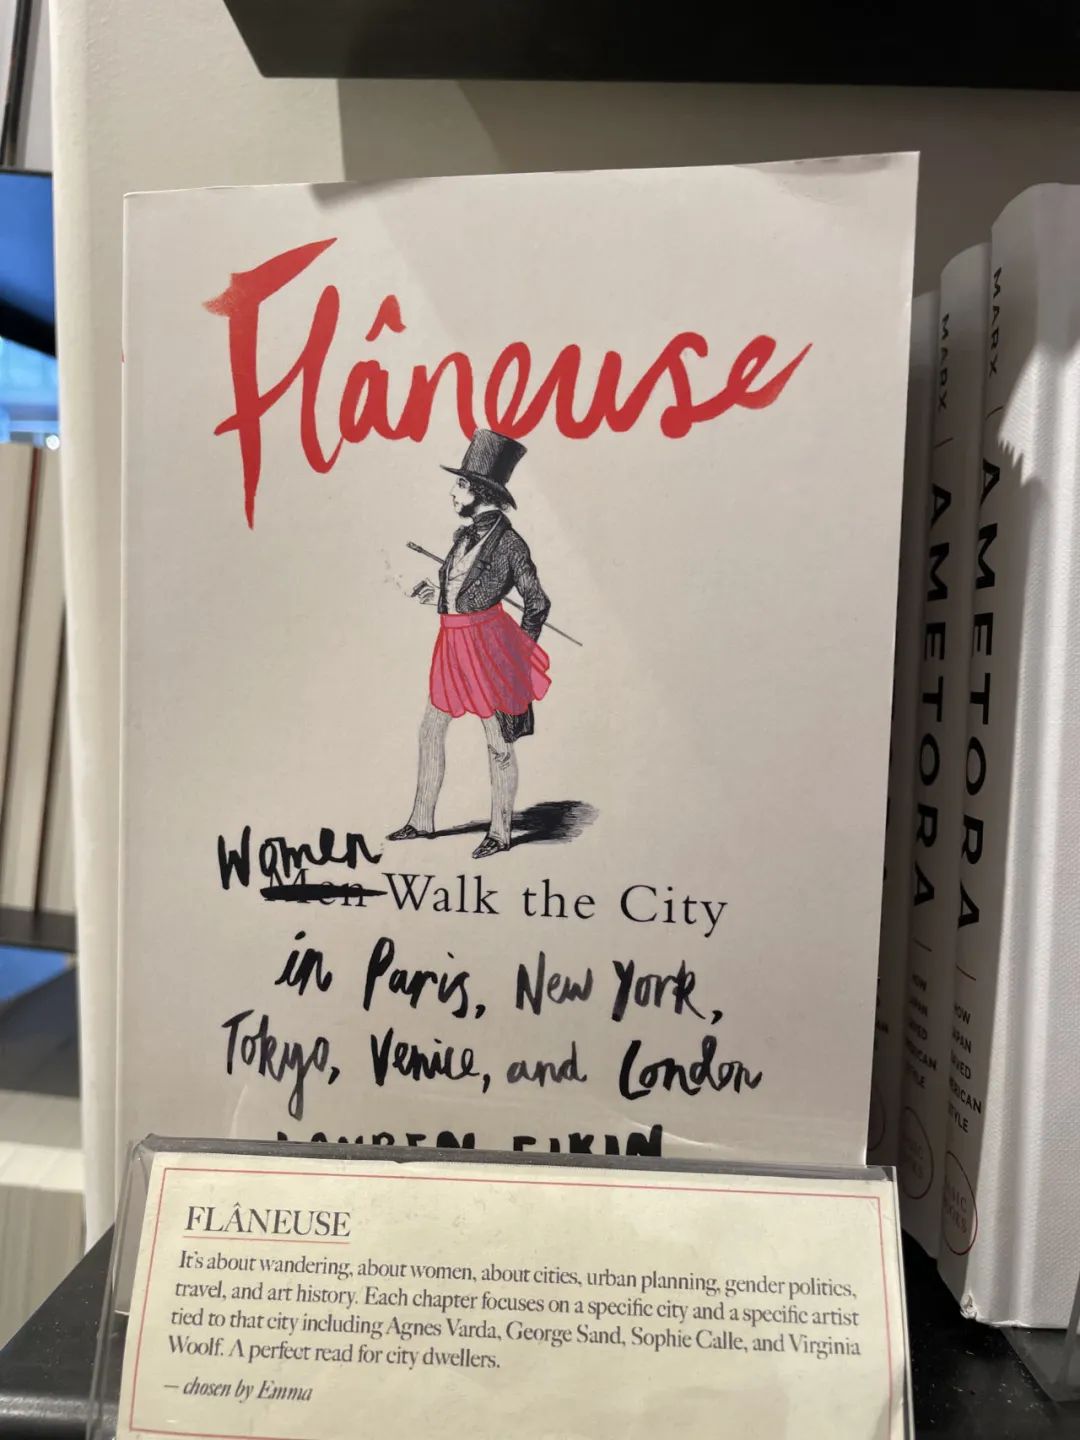 Flâneuse
Women
Men Walk the City
in Paris, New York,
Tokyo, Venice, and London
LAUREN ELKIN
FLÂNEUSE
It's about wandering, about women, about cities, urban planning, gender politics,
travel, and art history. Each chapter focuses on a specific city and a specific artist
tied to that city including Agnes Varda, George Sand, Sophie Calle, and Virginia
Woolf. A perfect read for city dwellers.
— chosen by Emma
MARX | AMETORA |
MARX | AMETORA |